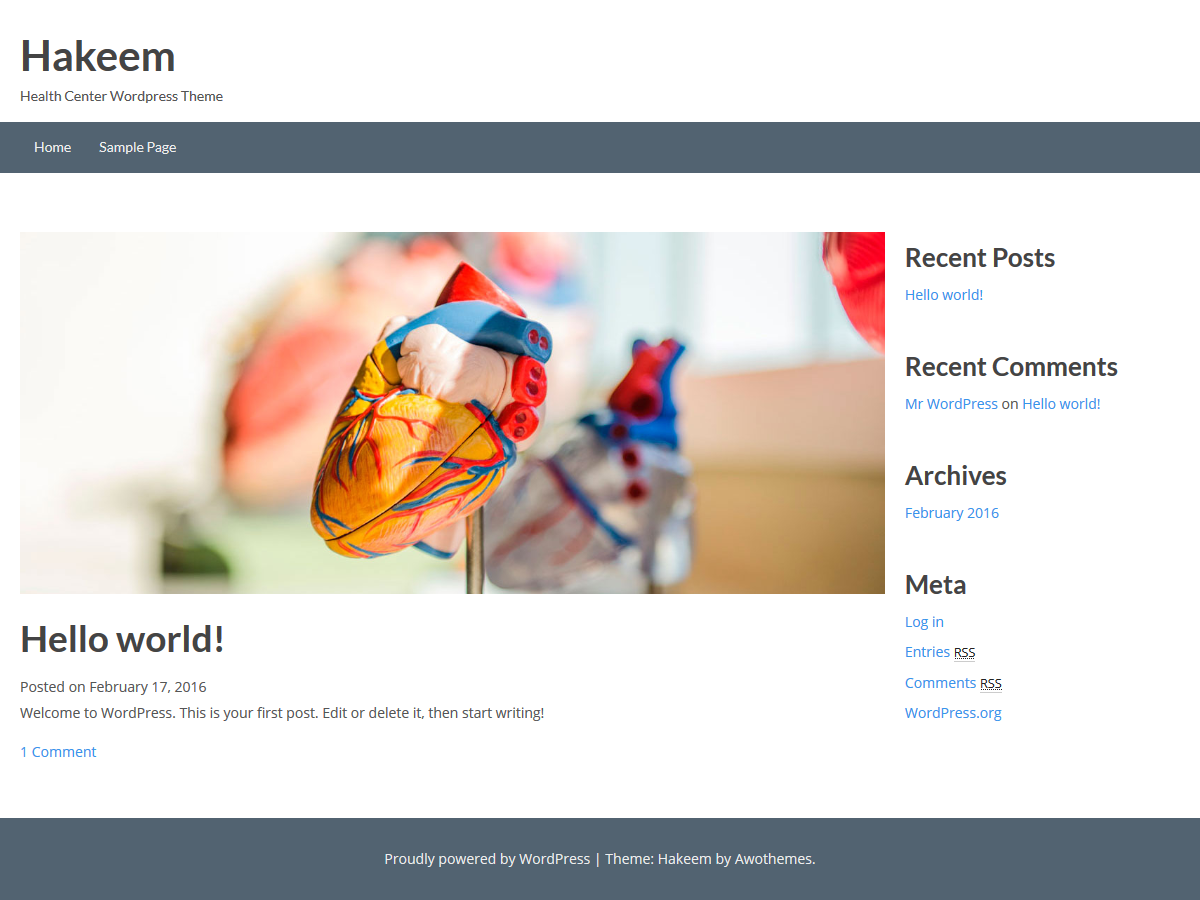 Hakeem
Health Center Wordpress Theme
Home
Sample Page
Hello world!
Posted on February 17, 2016
Welcome to WordPress. This is your first post. Edit or delete it, then start writing!
1 Comment
Recent Posts
Hello world!
Recent Comments
Mr WordPress on Hello world!
Archives
February 2016
Meta
Log in
Entries RSS
Comments RSS
WordPress.org
Proudly powered by WordPress | Theme: Hakeem by Awothemes.